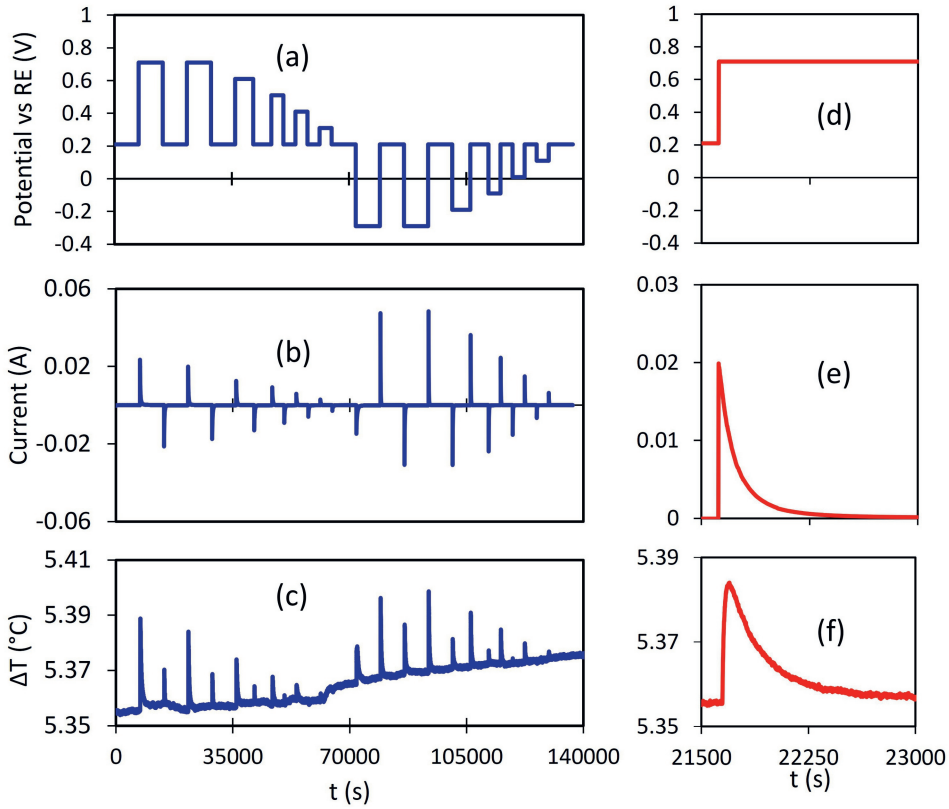 Potential vs RE (V)
1
0.8
0.6
0.4
0.2
0
-0.2
-0.4
(a)
1
0.8
0.6
0.4
0.2
0
-0.2
-0.4
(d)
Current (A)
0.06
0.02
-0.02
-0.06
(b)
0.03
0.02
0.01
0
(e)
ΔT (°C)
5.41
5.39
5.37
5.35
(c)
0 35000 70000 105000 140000
t (s)
5.39
5.37
5.35
(f)
21500 22250 23000
t (s)